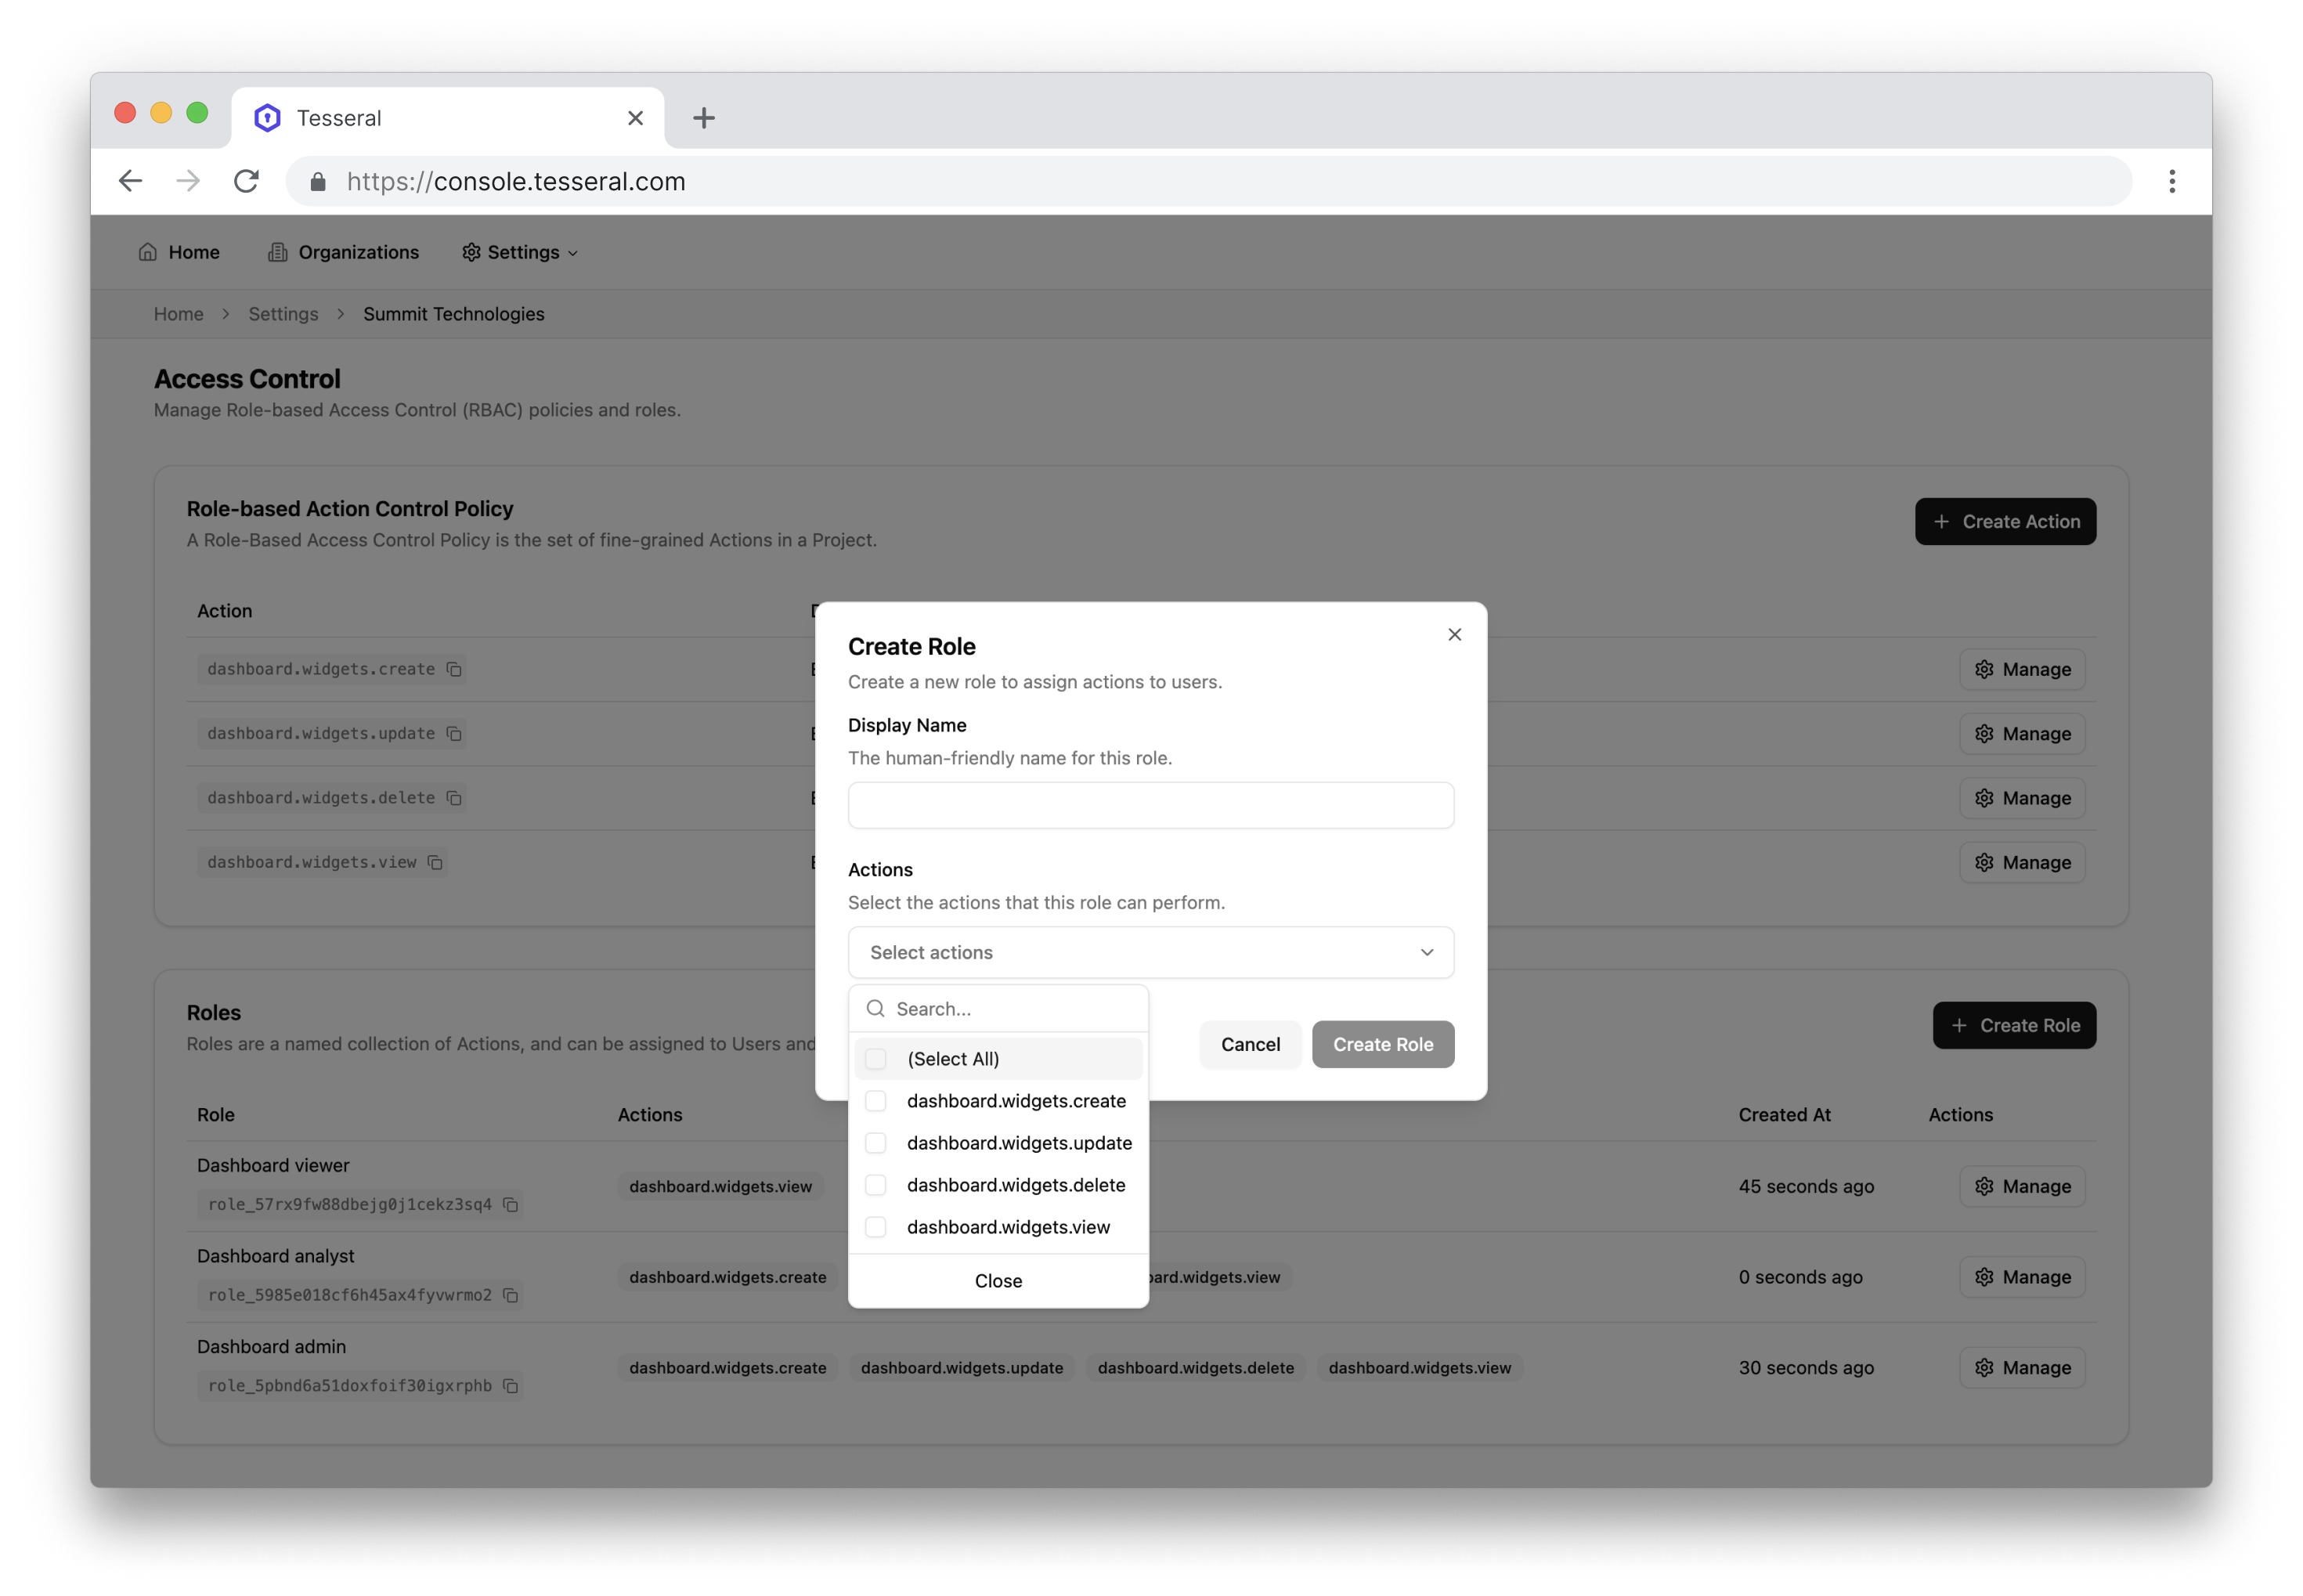 Tesseral
https://console.tesseral.com
Home Organizations Settings
Home > Settings > Summit Technologies
Access Control
Manage Role-based Access Control (RBAC) policies and roles.
Role-based Action Control Policy
A Role-Based Access Control Policy is the set of fine-grained Actions in a Project.
+ Create Action
Action
dashboard.widgets.create
Manage
dashboard.widgets.update
Manage
dashboard.widgets.delete
Manage
dashboard.widgets.view
Manage
Create Role
Create a new role to assign actions to users.
Display Name
The human-friendly name for this role.
Actions
Select the actions that this role can perform.
Select actions
Search...
(Select All)
dashboard.widgets.create
dashboard.widgets.update
dashboard.widgets.delete
dashboard.widgets.view
Close
Cancel Create Role
Roles
Roles are a named collection of Actions, and can be assigned to Users and
+ Create Role
Role Actions Created At Actions
Dashboard viewer
role_57rx9fw88dbejg0j1cekz3sq4
dashboard.widgets.view
45 seconds ago
Manage
Dashboard analyst
role_5985e018cf6h45ax4fyvwrmo2
dashboard.widgets.create
oard.widgets.view
0 seconds ago
Manage
Dashboard admin
role_5pbnd6a51doxfoif30igxrphb
dashboard.widgets.create dashboard.widgets.update dashboard.widgets.delete dashboard.widgets.view
30 seconds ago
Manage